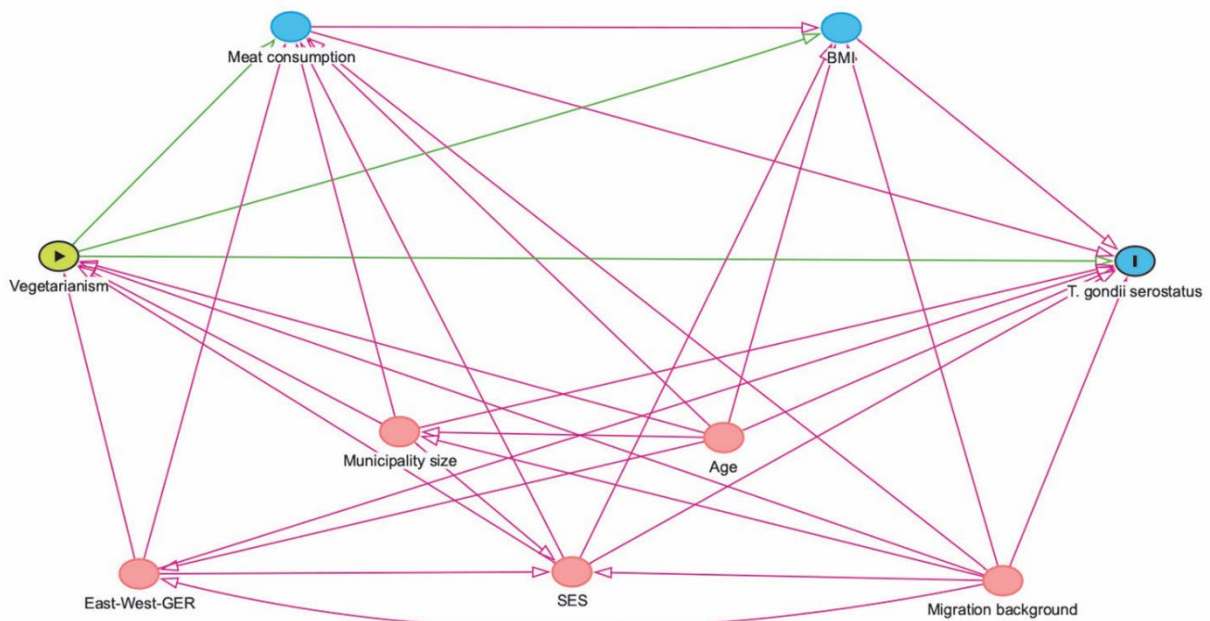 Meat consumption
BMI
Vegetarianism
T. gondii serostatus
Municipality size
Age
East-West-GER
SES
Migration background